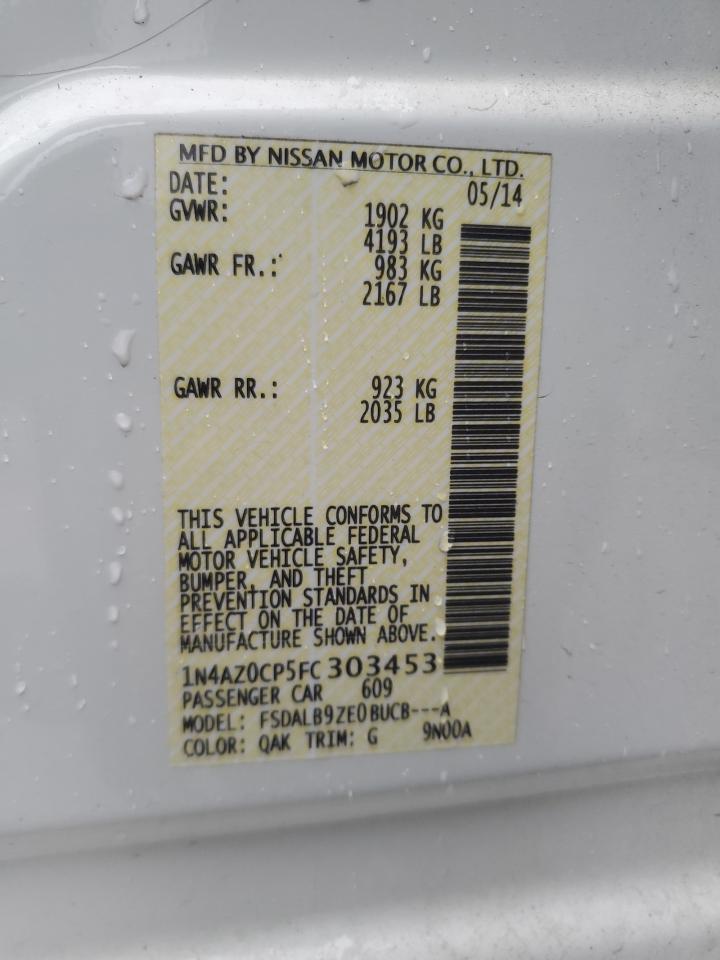 MFD BY NISSAN MOTOR CO., LTD.
DATE: 05/14
GVWR: 1902 KG
4193 LB
GAWR FR.: 983 KG
2167 LB
GAWR RR.: 923 KG
2035 LB
THIS VEHICLE CONFORMS TO
ALL APPLICABLE FEDERAL
MOTOR VEHICLE SAFETY,
BUMPER, AND THEFT
PREVENTION STANDARDS IN
EFFECT ON THE DATE OF
MANUFACTURE SHOWN ABOVE.
1N4AZ0CP5FC303453
PASSENGER CAR 609
MODEL: FSDALB9ZE0BUCB---A
COLOR: QAK TRIM: G 9N00A